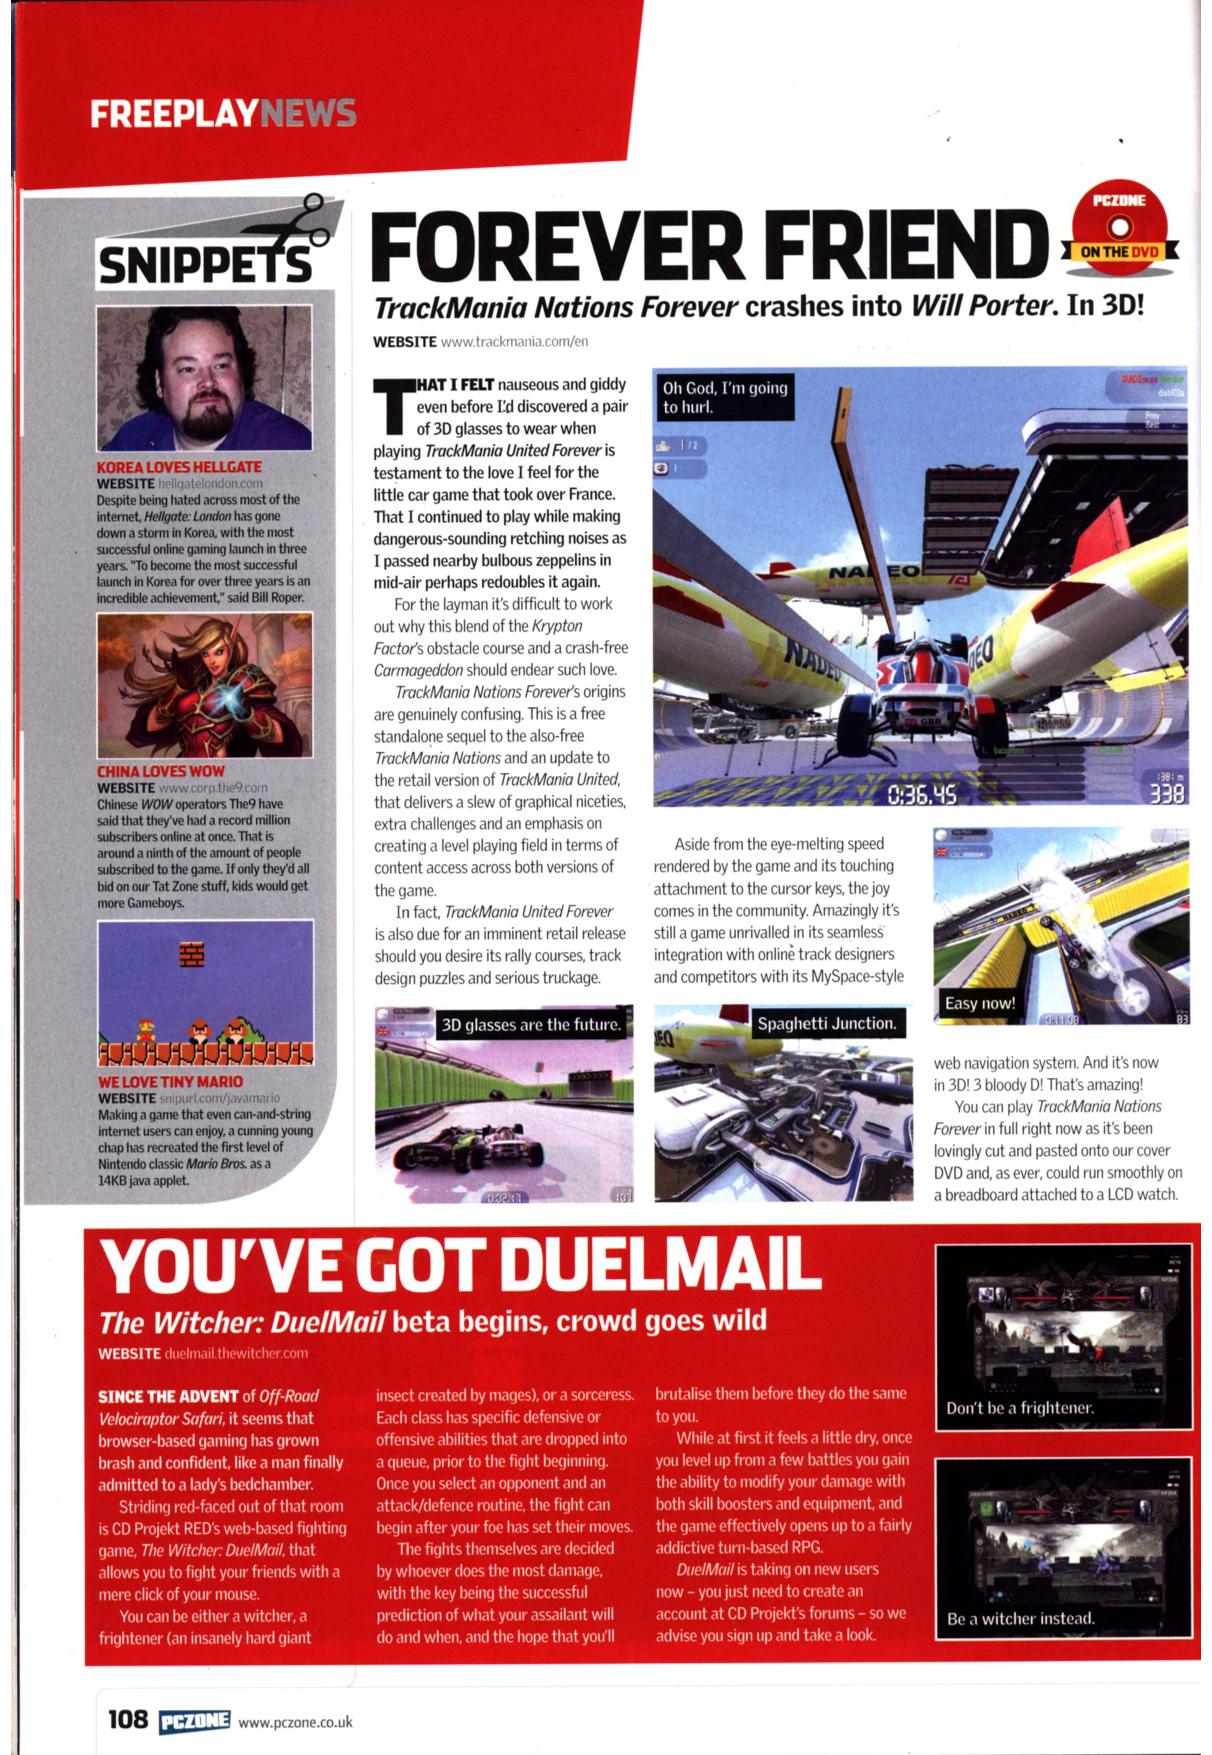 FREEPLAYNEWS
SNIPPETS
KOREA LOVES HELLGATE
WEBSITE hellgatelondon.com
Despite being hated across most of the
internet, Hellgate: London has gone
down a storm in Korea, with the most
successful online gaming launch in three
years. "To become the most successful
launch in Korea for over three years is an
incredible achievement," said Bill Roper.
CHINA LOVES WOW
WEBSITE www.corp.the9.com
Chinese WOW operators The9 have
said that they've had a record million
subscribers online at once. That is
around a ninth of the amount of people
subscribed to the game. If only they'd all
bid on our Tat Zone stuff, kids would get
more Gameboys.
WE LOVE TINY MARIO
WEBSITE snipurl.com/javamario
Making a game that even can-and-string
internet users can enjoy, a cunning young
chap has recreated the first level of
Nintendo classic Mario Bros. as a
14KB java applet.
FOREVER FRIEND
PCZONE
ON THE DVD
TrackMania Nations Forever crashes into Will Porter. In 3D!
WEBSITE www.trackmania.com/en
THAT I FELT nauseous and giddy
even before I'd discovered a pair
of 3D glasses to wear when
playing TrackMania United Forever is
testament to the love I feel for the
little car game that took over France.
That I continued to play while making
dangerous-sounding retching noises as
I passed nearby bulbous zeppelins in
mid-air perhaps redoubles it again.
For the layman it's difficult to work
out why this blend of the Krypton
Factor's obstacle course and a crash-free
Carmageddon should endear such love.
TrackMania Nations Forever's origins
are genuinely confusing. This is a free
standalone sequel to the also-free
TrackMania Nations and an update to
the retail version of TrackMania United,
that delivers a slew of graphical niceties,
extra challenges and an emphasis on
creating a level playing field in terms of
content access across both versions of
the game.
In fact, TrackMania United Forever
is also due for an imminent retail release
should you desire its rally courses, track
design puzzles and serious truckage.
3D glasses are the future.
Oh God, I'm going
to hurl.
1/2
1
Prev
Best
NADEO
NADEO
GBR
0:36.45
338
Aside from the eye-melting speed
rendered by the game and its touching
attachment to the cursor keys, the joy
comes in the community. Amazingly it's
still a game unrivalled in its seamless
integration with online track designers
and competitors with its MySpace-style
Spaghetti Junction.
Easy now!
83
web navigation system. And it's now
in 3D! 3 bloody D! That's amazing!
You can play TrackMania Nations
Forever in full right now as it's been
lovingly cut and pasted onto our cover
DVD and, as ever, could run smoothly on
a breadboard attached to a LCD watch.
YOU'VE GOT DUELMAIL
The Witcher: DuelMail beta begins, crowd goes wild
WEBSITE duelmail.thewitcher.com
SINCE THE ADVENT of Off-Road
Velociraptor Safari, it seems that
browser-based gaming has grown
brash and confident, like a man finally
admitted to a lady's bedchamber.
Striding red-faced out of that room
is CD Projekt RED's web-based fighting
game, The Witcher: DuelMail, that
allows you to fight your friends with a
mere click of your mouse.
You can be either a witcher, a
frightener (an insanely hard giant
insect created by mages), or a sorceress.
Each class has specific defensive or
offensive abilities that are dropped into
a queue, prior to the fight beginning.
Once you select an opponent and an
attack/defence routine, the fight can
begin after your foe has set their moves.
The fights themselves are decided
by whoever does the most damage,
with the key being the successful
prediction of what your assailant will
do and when, and the hope that you'll
brutalise them before they do the same
to you.
While at first it feels a little dry, once
you level up from a few battles you gain
the ability to modify your damage with
both skill boosters and equipment, and
the game effectively opens up to a fairly
addictive turn-based RPG.
DuelMail is taking on new users
now – you just need to create an
account at CD Projekt's forums – so we
advise you sign up and take a look.
Don't be a frightener.
Be a witcher instead.
108 PCZONE www.pczone.co.uk